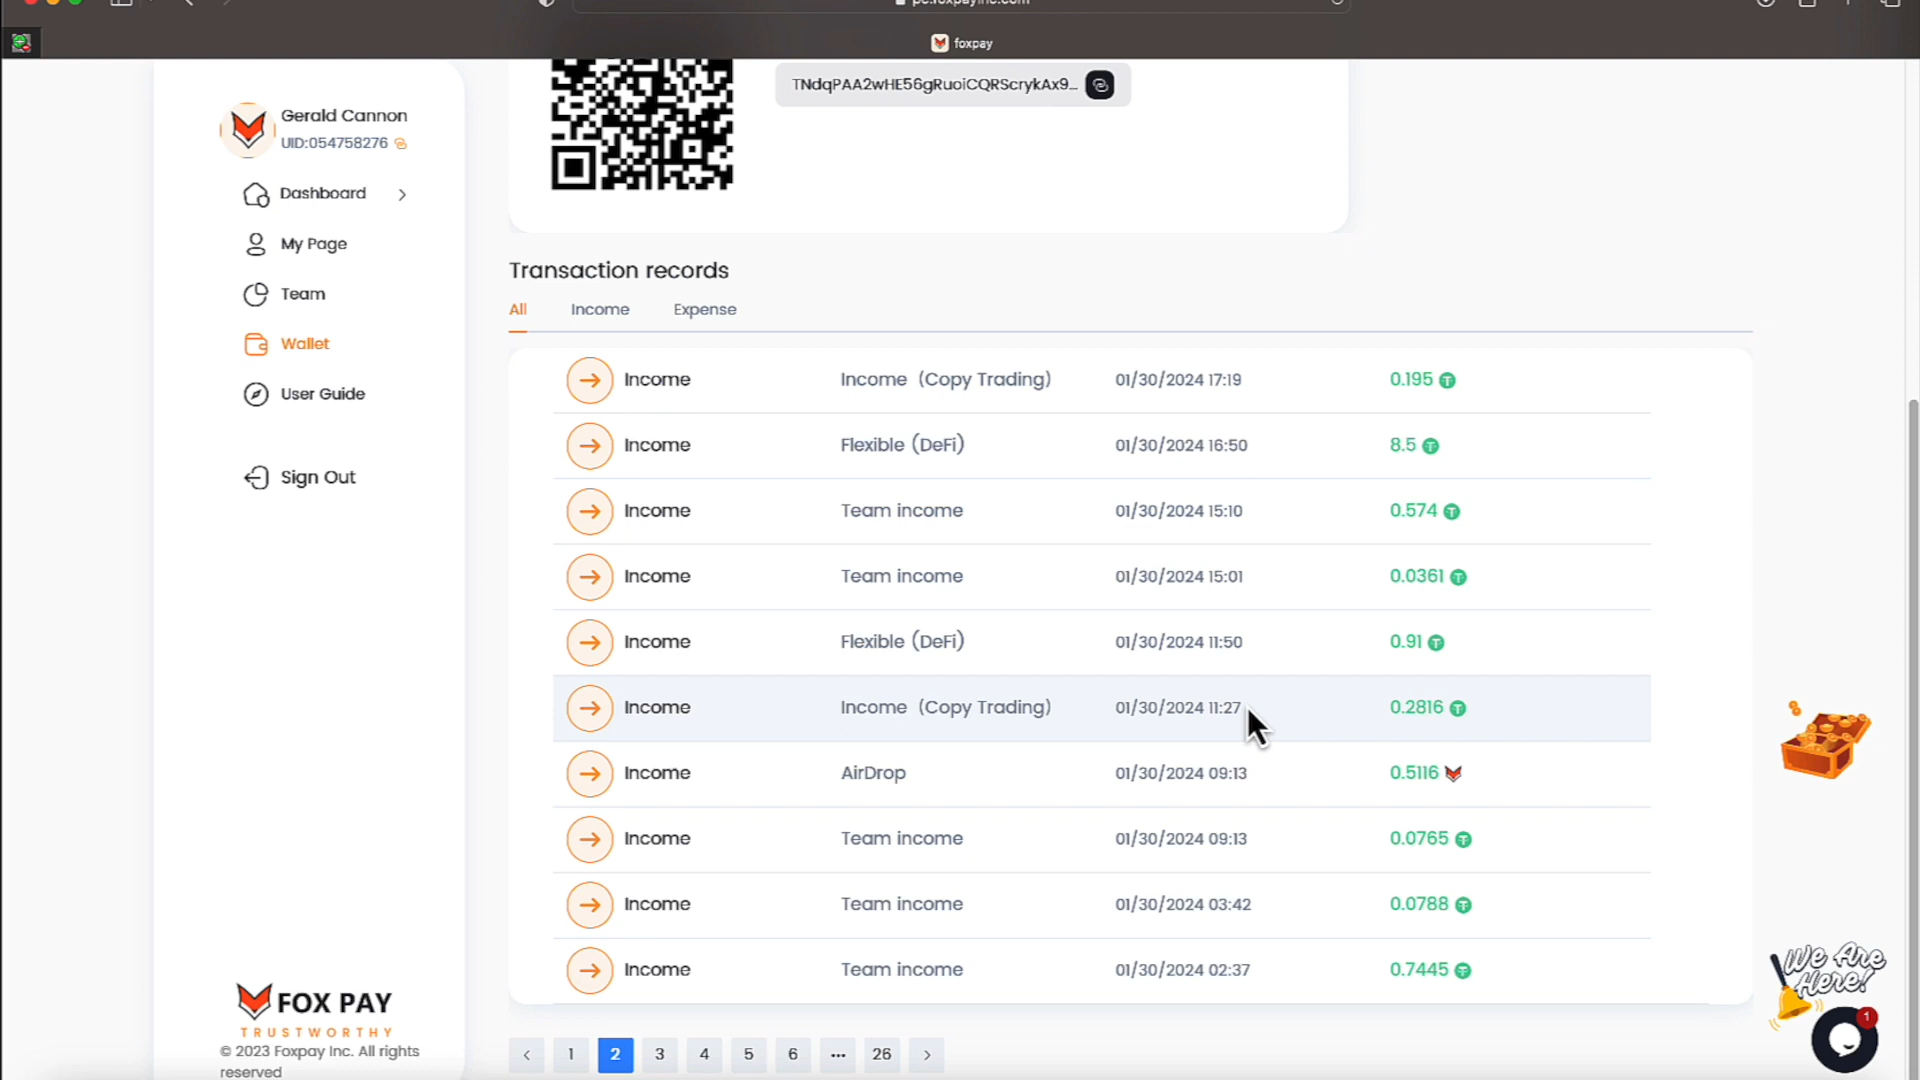 foxpay
TNdqPAA2wHE56gRuoiCQRScrykAx9...
Gerald Cannon
UID:054758276
Dashboard
My Page
Team
Wallet
User Guide
Sign Out
Transaction records
All Income Expense
Income Income (Copy Trading) 01/30/2024 17:19 0.195
Income Flexible (DeFi) 01/30/2024 16:50 8.5
Income Team income 01/30/2024 15:10 0.574
Income Team income 01/30/2024 15:01 0.0361
Income Flexible (DeFi) 01/30/2024 11:50 0.91
Income Income (Copy Trading) 01/30/2024 11:27 0.2816
Income AirDrop 01/30/2024 09:13 0.5116
Income Team income 01/30/2024 09:13 0.0765
Income Team income 01/30/2024 03:42 0.0788
Income Team income 01/30/2024 02:37 0.7445
We Are
Here!
1
FOX PAY
TRUSTWORTHY
© 2023 Foxpay Inc. All rights
reserved
1 2 3 4 5 6 ... 26